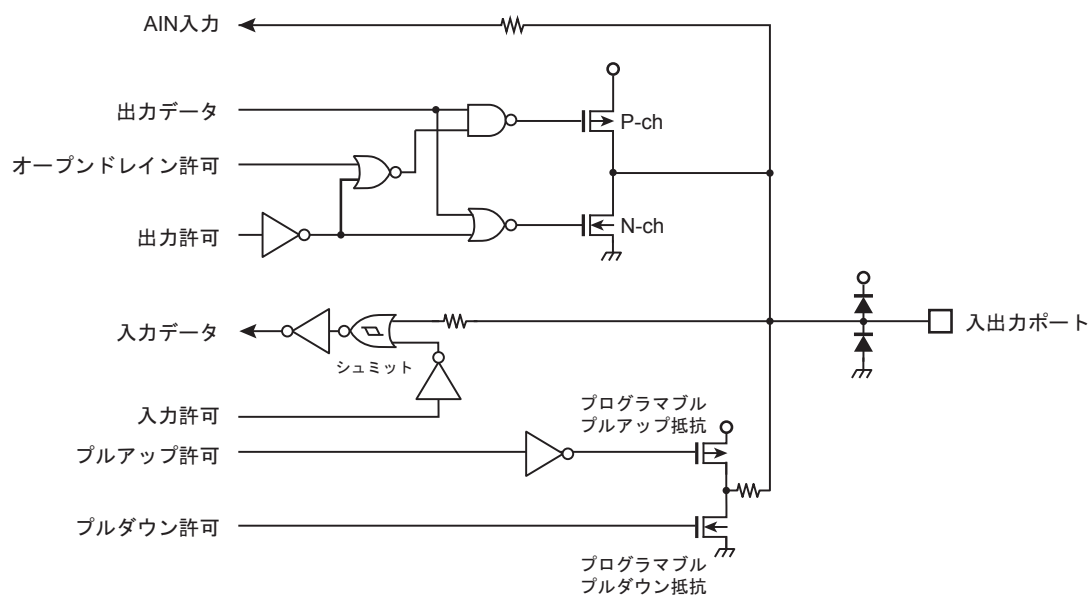 AIN入力
出力データ
P-ch
オープンドレイン許可
N-ch
出力許可
入力データ
シュミット
入出力ポート
入力許可
プログラマブル
プルアップ抵抗
プルアップ許可
プルダウン許可
プログラマブル
プルダウン抵抗